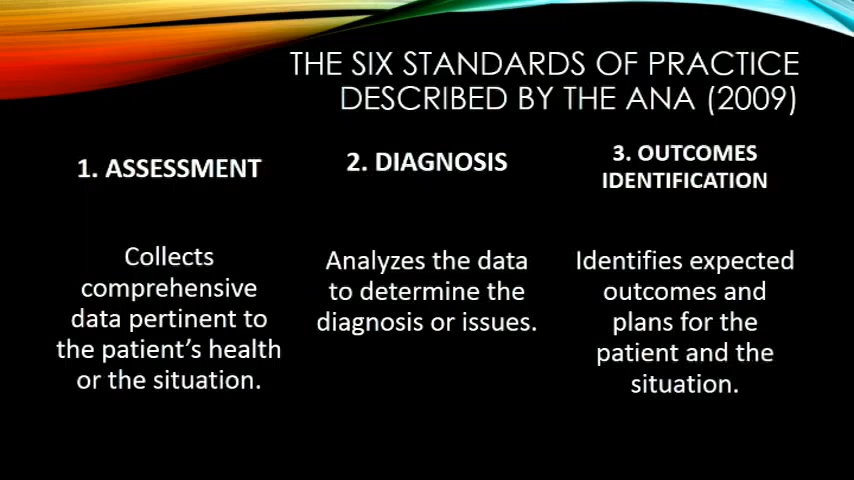 THE SIX STANDARDS OF PRACTICE
DESCRIBED BY THE ANA (2009)
1. ASSESSMENT
Collects
comprehensive
data pertinent to
the patient’s health
or the situation.
2. DIAGNOSIS
Analyzes the data
to determine the
diagnosis or issues.
3. OUTCOMES
IDENTIFICATION
Identifies expected
outcomes and
plans for the
patient and the
situation.